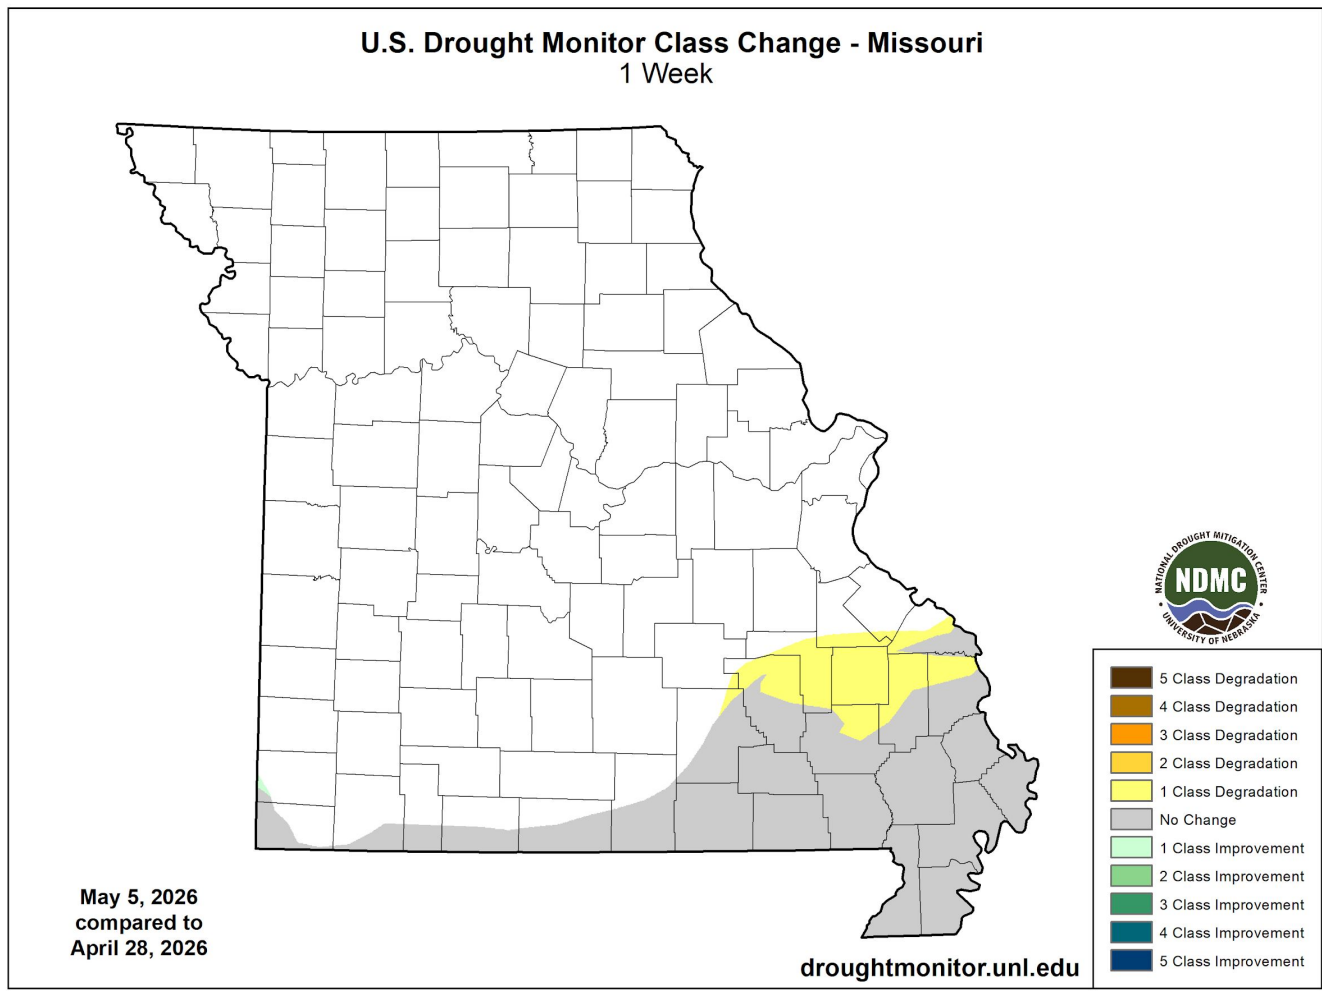 U.S. Drought Monitor Class Change - Missouri
1 Week
NATIONAL DROUGHT MITIGATION CENTER
NDMC
UNIVERSITY OF NEBRASKA
5 Class Degradation
4 Class Degradation
3 Class Degradation
2 Class Degradation
1 Class Degradation
No Change
1 Class Improvement
2 Class Improvement
3 Class Improvement
4 Class Improvement
5 Class Improvement
May 5, 2026
compared to
April 28, 2026
droughtmonitor.unl.edu